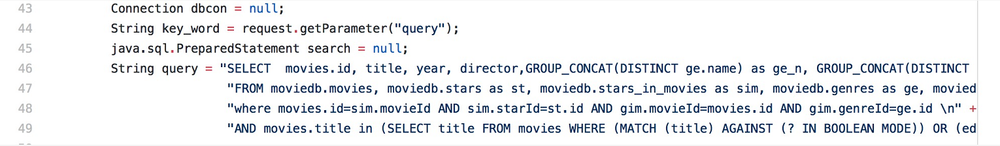 43 Connection dbcon = null;
44 String key_word = request.getParameter("query");
45 java.sql.PreparedStatement search = null;
46 String query = "SELECT  movies.id, title, year, director,GROUP_CONCAT(DISTINCT ge.name) as ge_n, GROUP_CONCAT(DISTINCT
47 "FROM moviedb.movies, moviedb.stars as st, moviedb.stars_in_movies as sim, moviedb.genres as ge, movied
48 "where movies.id=sim.movieId AND sim.starId=st.id AND gim.movieId=movies.id AND gim.genreId=ge.id \n" +
49 "AND movies.title in (SELECT title FROM movies WHERE (MATCH (title) AGAINST (? IN BOOLEAN MODE)) OR (ed